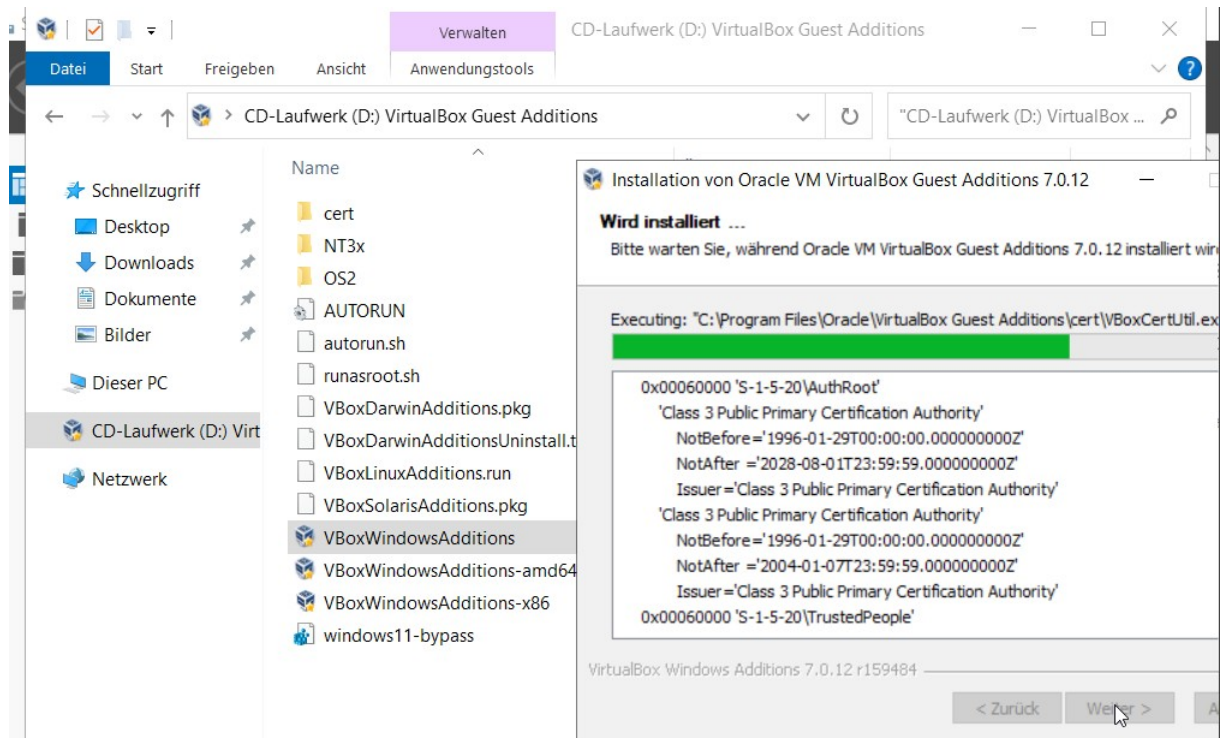 Verwalten
CD-Laufwerk (D:) VirtualBox Guest Additions
Datei Start Freigeben Ansicht Anwendungstools
CD-Laufwerk (D:) VirtualBox Guest Additions
"CD-Laufwerk (D:) VirtualBox ...
Schnellzugriff
Desktop
Downloads
Dokumente
Bilder
Dieser PC
CD-Laufwerk (D:) Virt
Netzwerk
Name
cert
NT3x
OS2
AUTORUN
autorun.sh
runasroot.sh
VBoxDarwinAdditions.pkg
VBoxDarwinAdditionsUninstall.t
VBoxLinuxAdditions.run
VBoxSolarisAdditions.pkg
VBoxWindowsAdditions
VBoxWindowsAdditions-amd64
VBoxWindowsAdditions-x86
windows11-bypass
Installation von Oracle VM VirtualBox Guest Additions 7.0.12
Wird installiert ...
Bitte warten Sie, während Oracle VM VirtualBox Guest Additions 7.0.12 installiert wird
Executing: "C:\Program Files\Oracle\VirtualBox Guest Additions\cert\VBoxCertUtil.ex
0x00060000 'S-1-5-20\AuthRoot'
'Class 3 Public Primary Certification Authority'
NotBefore='1996-01-29T00:00:00.000000000Z'
NotAfter ='2028-08-01T23:59:59.000000000Z'
Issuer='Class 3 Public Primary Certification Authority'
'Class 3 Public Primary Certification Authority'
NotBefore='1996-01-29T00:00:00.000000000Z'
NotAfter ='2004-01-07T23:59:59.000000000Z'
Issuer='Class 3 Public Primary Certification Authority'
0x00060000 'S-1-5-20\TrustedPeople'
VirtualBox Windows Additions 7.0.12 r159484
< Zurück Weiter > A